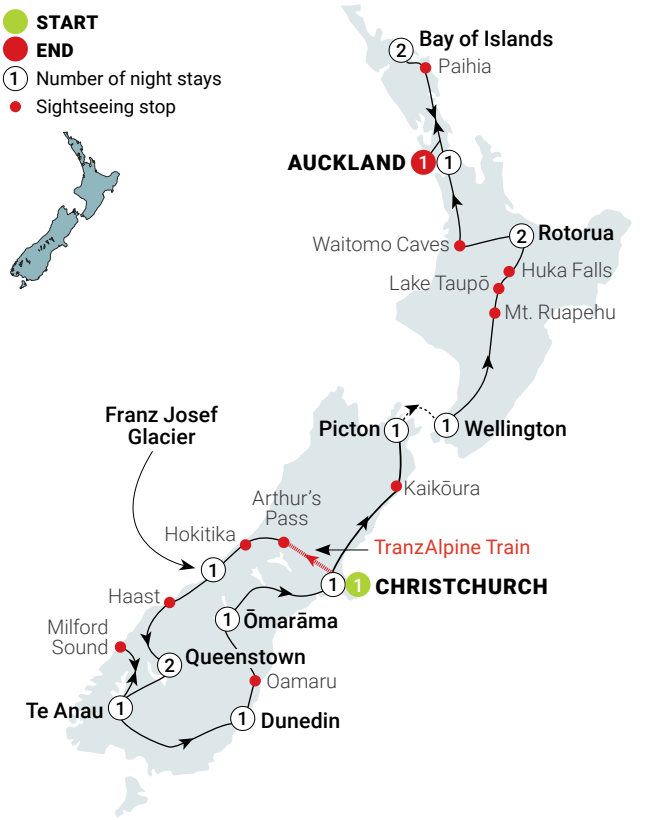 START
END
1 Number of night stays
Sightseeing stop
2 Bay of Islands
Paihia
AUCKLAND 1 1
Waitomo Caves
2 Rotorua
Huka Falls
Lake Taupō
Mt. Ruapehu
Franz Josef
Glacier
Picton 1
1 Wellington
Kaikōura
Arthur's
Pass
Hokitika
TranzAlpine Train
1
1 1 CHRISTCHURCH
Haast
1 Ōmarāma
Milford
Sound
2 Queenstown
Oamaru
Te Anau 1
1 Dunedin